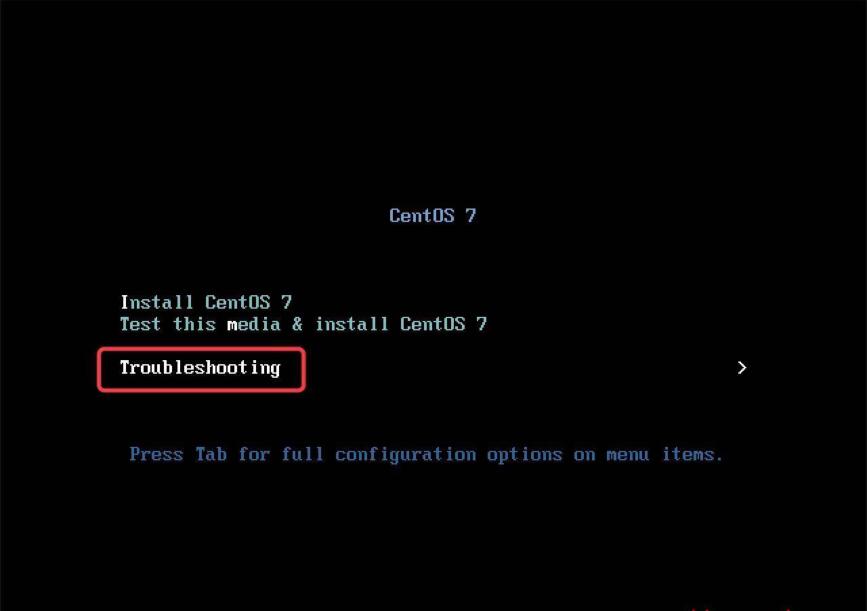 CentOS 7
Install CentOS 7
Test this media & install CentOS 7
Troubleshooting >
Press Tab for full configuration options on menu items.